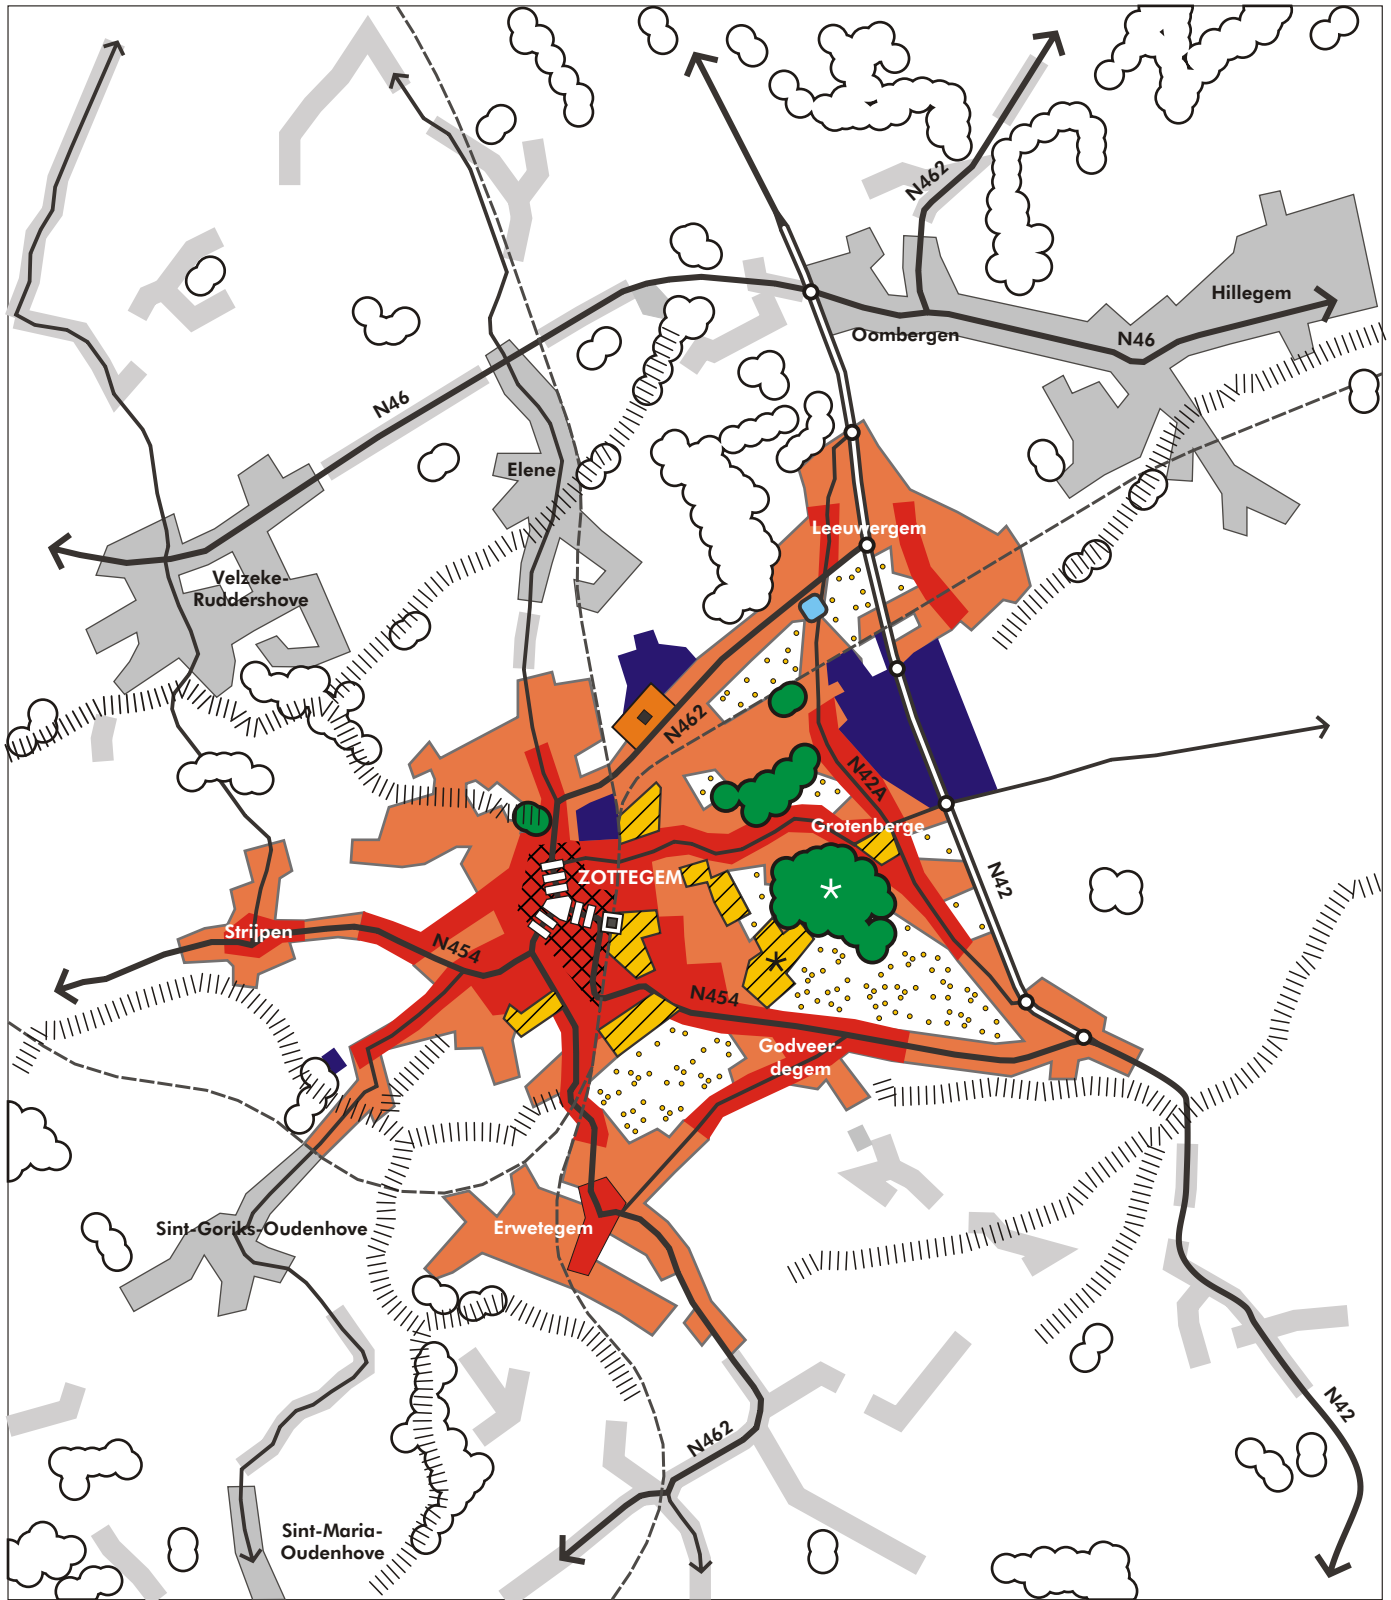 N462
Hillegem
Oombergen
N46
N46
Elene
Leeuwergem
Velzeke-
Ruddershove
N462
N42A
Grotenberge
ZOTTEGEM
N42
Strijpen
N454
N454
Godveer-
degem
Sint-Goriks-Oudenhove
Erwetegem
N42
N462
Sint-Maria-
Oudenhove